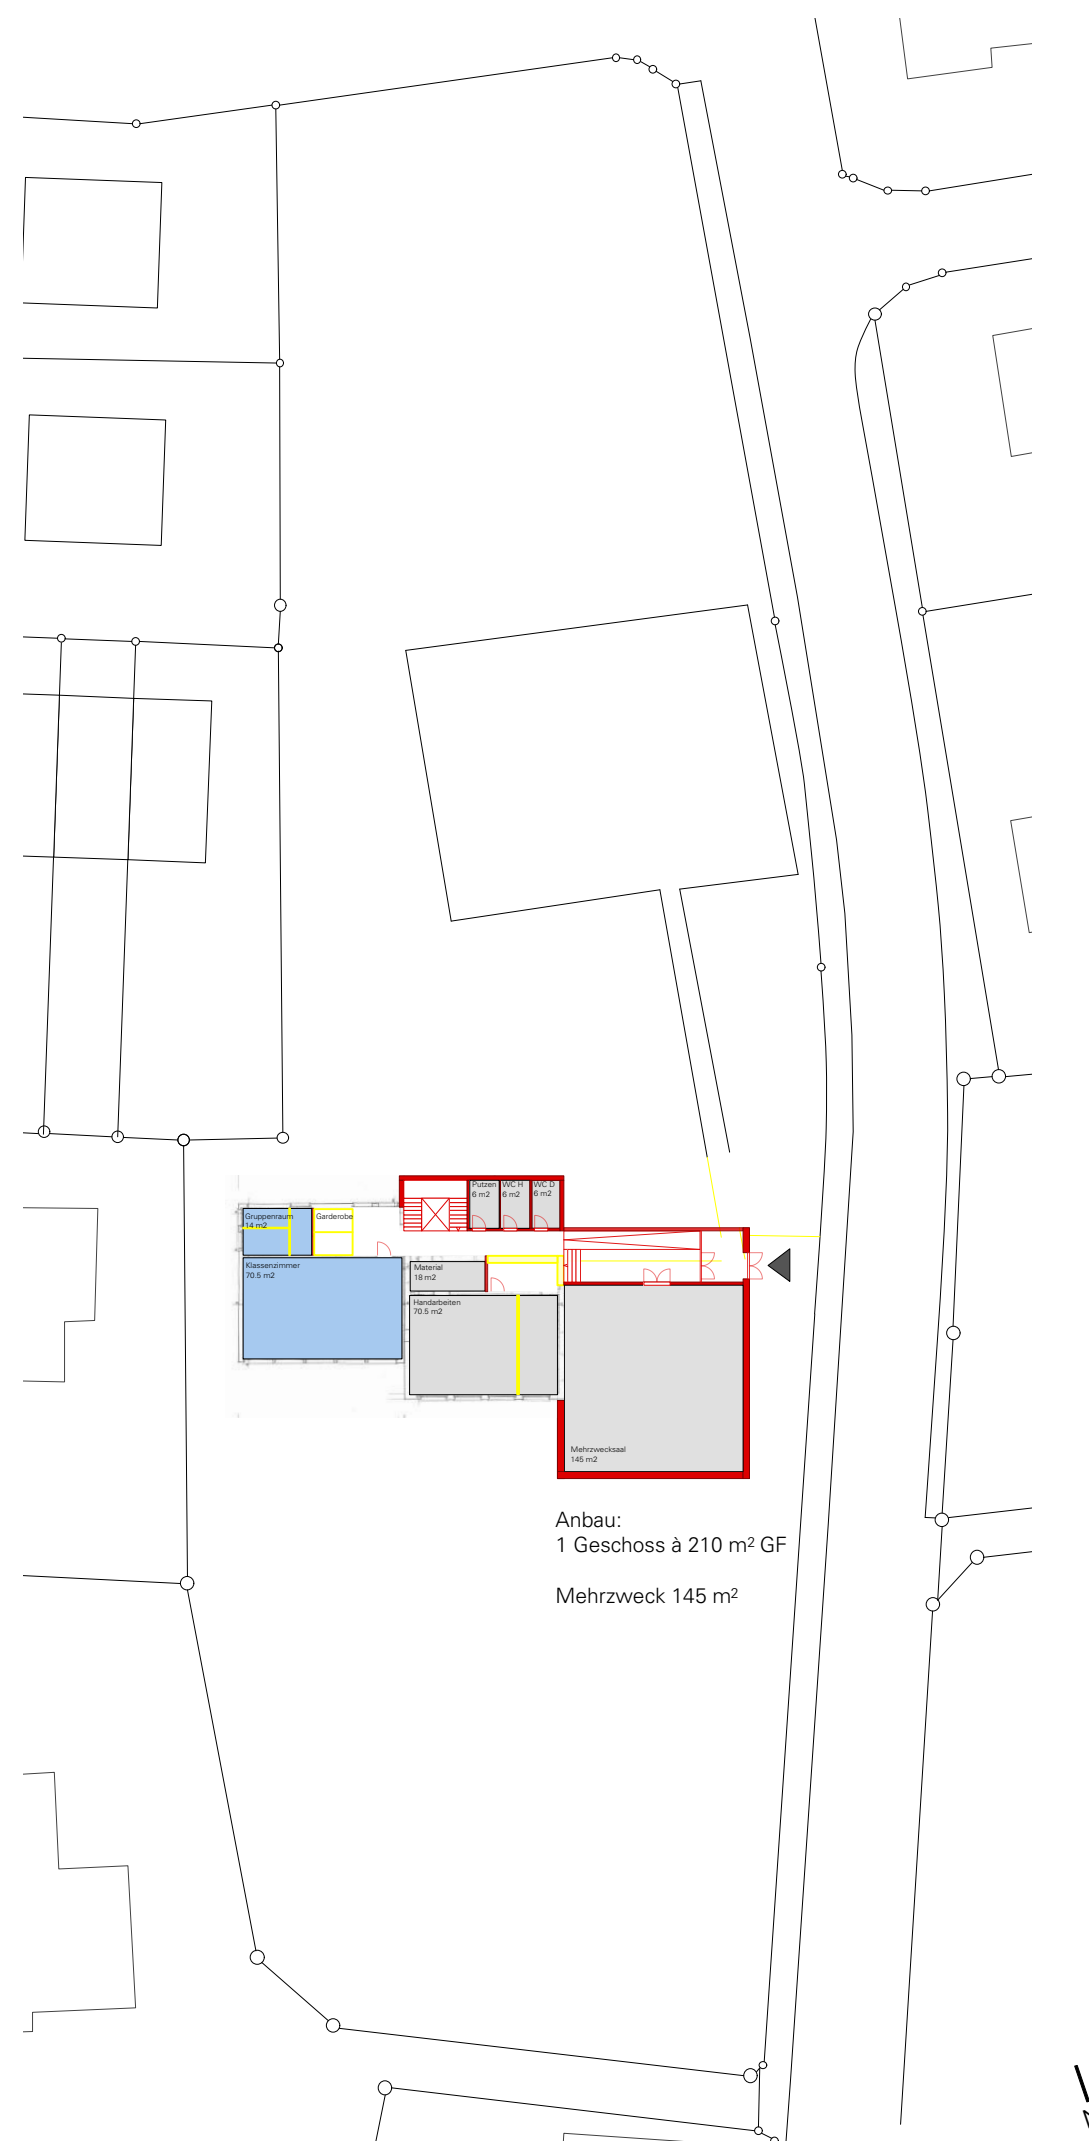 Putzen
6 m2
WC H
6 m2
WC D
6 m2
Gruppenraum
14 m2
Garderobe
Klassenzimmer
70.5 m2
Material
18 m2
Handarbeiten
70.5 m2
Mehrzwecksaal
145 m2
Anbau:
1 Geschoss à 210 m² GF
Mehrzweck 145 m²